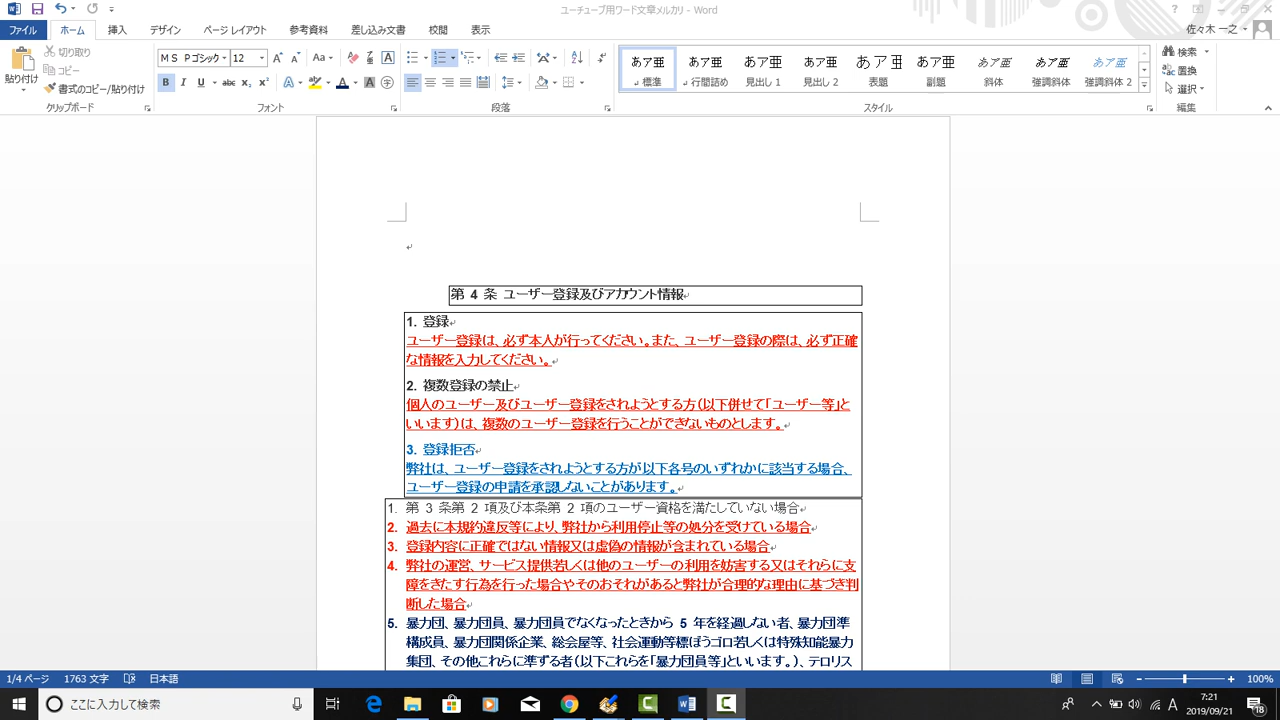 ユーチューブ用ワード文章メルカリ - Word
佐々木 一之
ファイル ホーム 挿入 デザイン ページ レイアウト 参考資料 差し込み文書 校閲 表示
貼り付け
切り取り
コピー
書式のコピー/貼り付け
クリップボード
ＭＳ Ｐゴシック 12
フォント
段落
あア亜 あア亜 あア亜 あア亜 あア亜 あア亜 あア亜 あア亜 あア亜
標準 行間詰め 見出し 1 見出し 2 表題 副題 斜体 強調斜体 強調斜体 2
スタイル
検索
置換
選択
編集
第 4 条 ユーザー登録及びアカウント情報
1. 登録
ユーザー登録は、必ず本人が行ってください。また、ユーザー登録の際は、必ず正確
な情報を入力してください。
2. 複数登録の禁止
個人のユーザー及びユーザー登録をされようとする方（以下併せて「ユーザー等」と
いいます）は、複数のユーザー登録を行うことができないものとします。
3. 登録拒否
弊社は、ユーザー登録をされようとする方が以下各号のいずれかに該当する場合、
ユーザー登録の申請を承認しないことがあります。
1. 第 3 条第 2 項及び本条第 2 項のユーザー資格を満たしていない場合
2. 過去に本規約違反等により、弊社から利用停止等の処分を受けている場合
3. 登録内容に正確ではない情報又は虚偽の情報が含まれている場合
4. 弊社の運営、サービス提供若しくは他のユーザーの利用を妨害する又はそれらに支
障をきたす行為を行った場合やそのおそれがあると弊社が合理的な理由に基づき判
断した場合
5. 暴力団、暴力団員、暴力団員でなくなったときから 5 年を経過しない者、暴力団準
構成員、暴力団関係企業、総会屋等、社会運動等標ぼうゴロ若しくは特殊知能暴力
集団、その他これらに準ずる者（以下これらを「暴力団員等」といいます。）、テロリス
1/4 ページ 1763 文字 日本語 100%
ここに入力して検索
7:21
2019/09/21
18